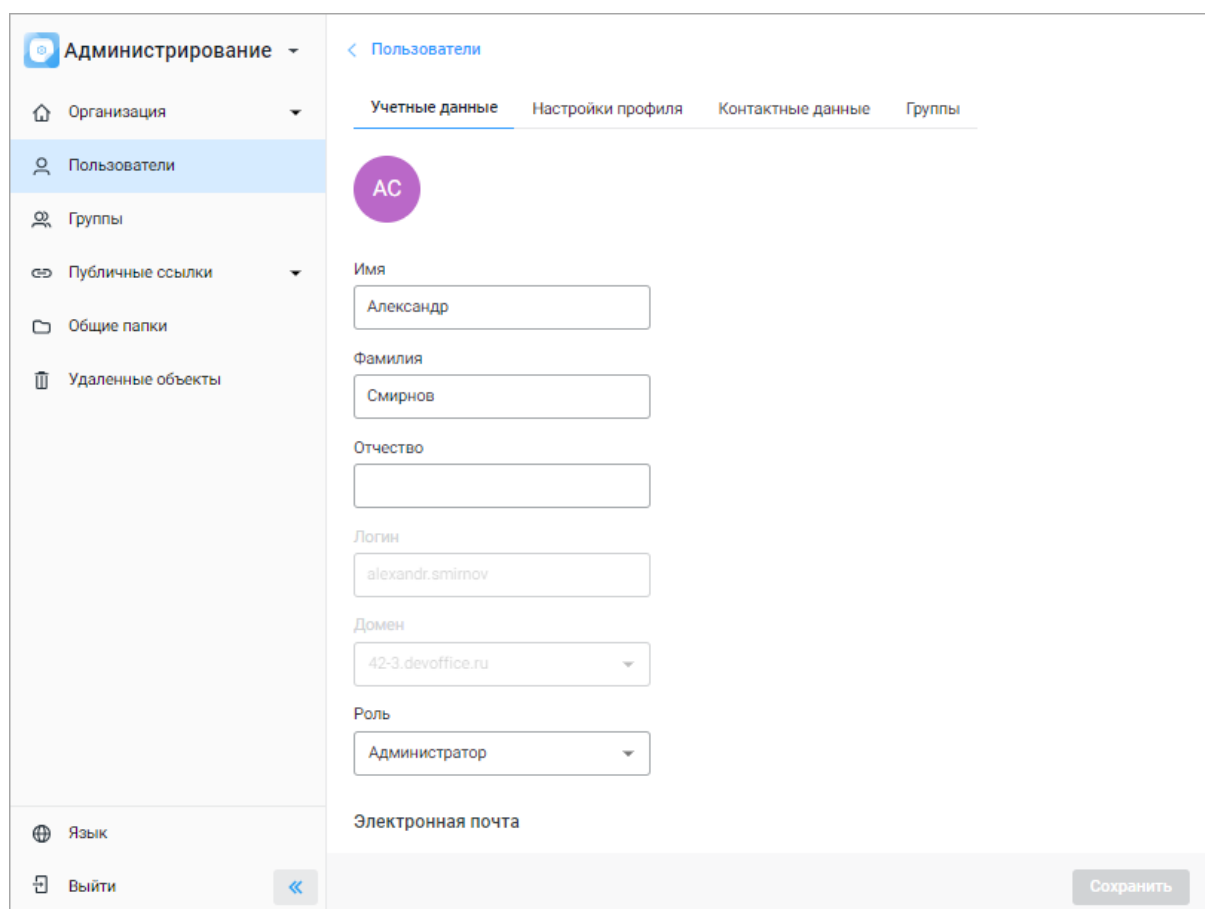 Администрирование
Организация
Пользователи
Группы
Публичные ссылки
Общие папки
Удаленные объекты
Язык
Выйти
Пользователи
Учетные данные Настройки профиля Контактные данные Группы
АС
Имя
Александр
Фамилия
Смирнов
Отчество
Логин
alexandr.smirnov
Домен
42-3.devoffice.ru
Роль
Администратор
Электронная почта
Сохранить